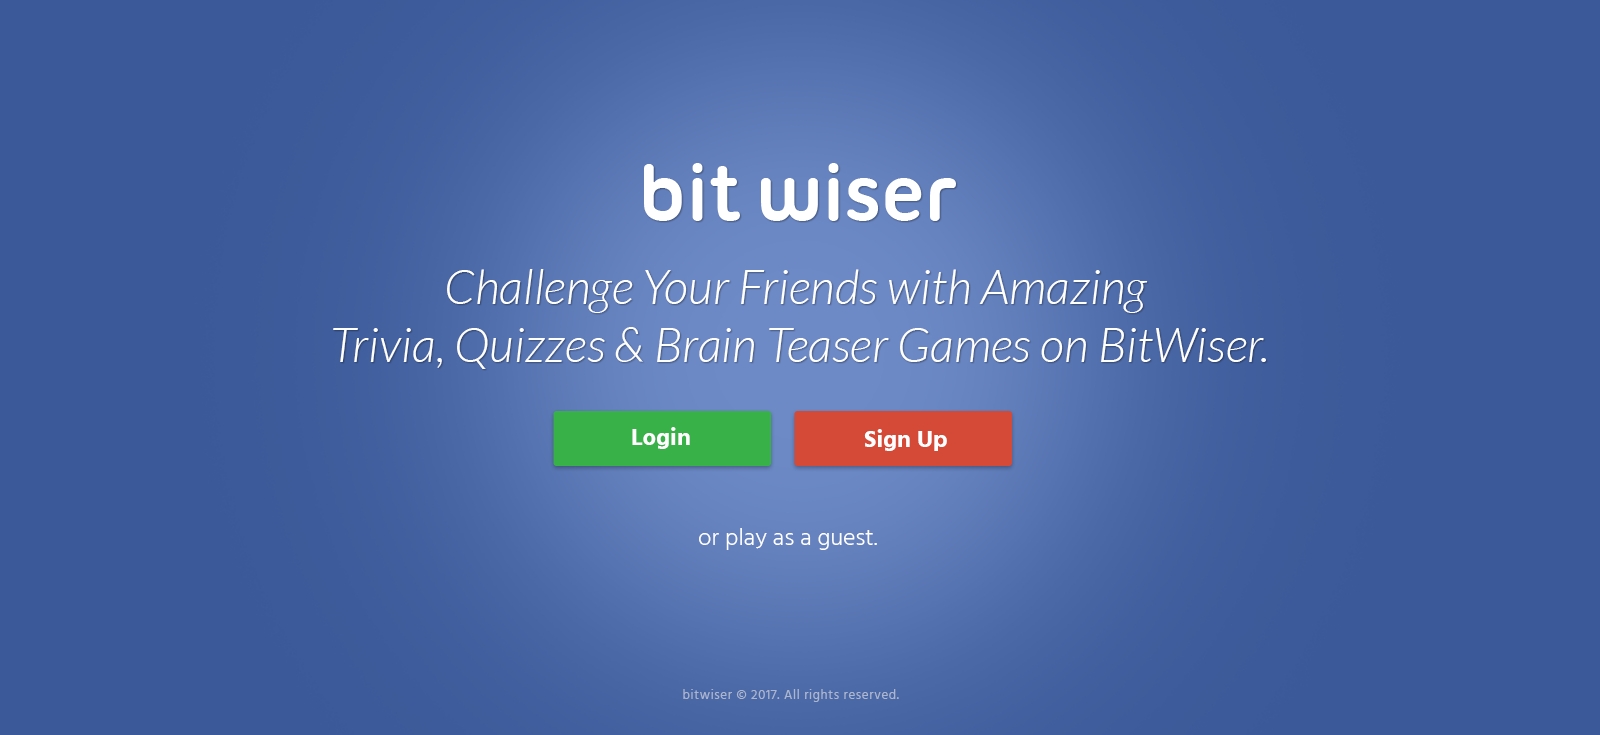 bit wiser
Challenge Your Friends with Amazing
Trivia, Quizzes & Brain Teaser Games on BitWiser.
Login
Sign Up
or play as a guest.
bitwiser © 2017. All rights reserved.